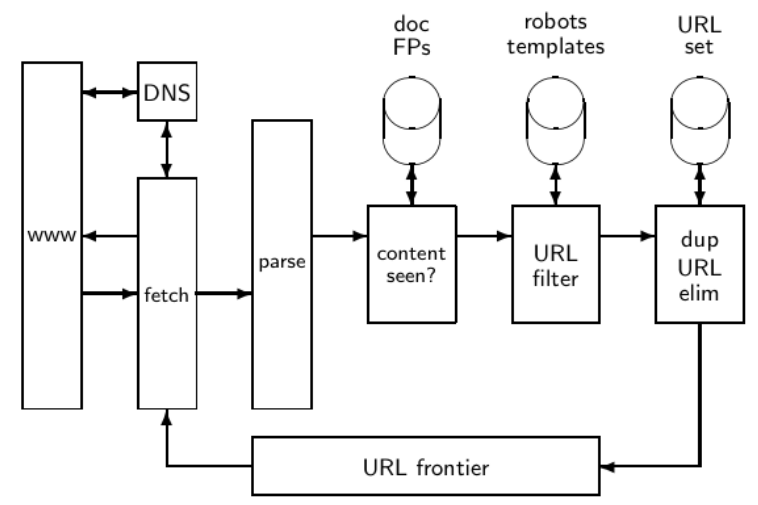 doc
FPs
robots
templates
URL
set
DNS
www
fetch
parse
content
seen?
URL
filter
dup
URL
elim
URL frontier